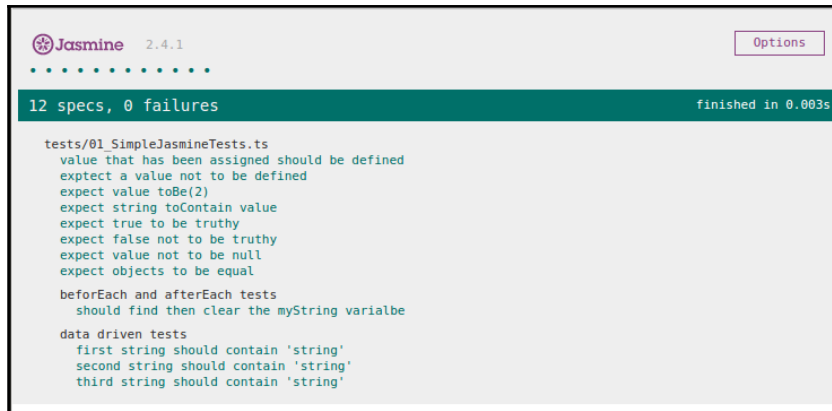 Jasmine 2.4.1 Options
12 specs, 0 failures finished in 0.003s
tests/01_SimpleJasmineTests.ts
value that has been assigned should be defined
exptect a value not to be defined
expect value toBe(2)
expect string toContain value
expect true to be truthy
expect false not to be truthy
expect value not to be null
expect objects to be equal
beforEach and afterEach tests
should find then clear the myString varialbe
data driven tests
first string should contain 'string'
second string should contain 'string'
third string should contain 'string'